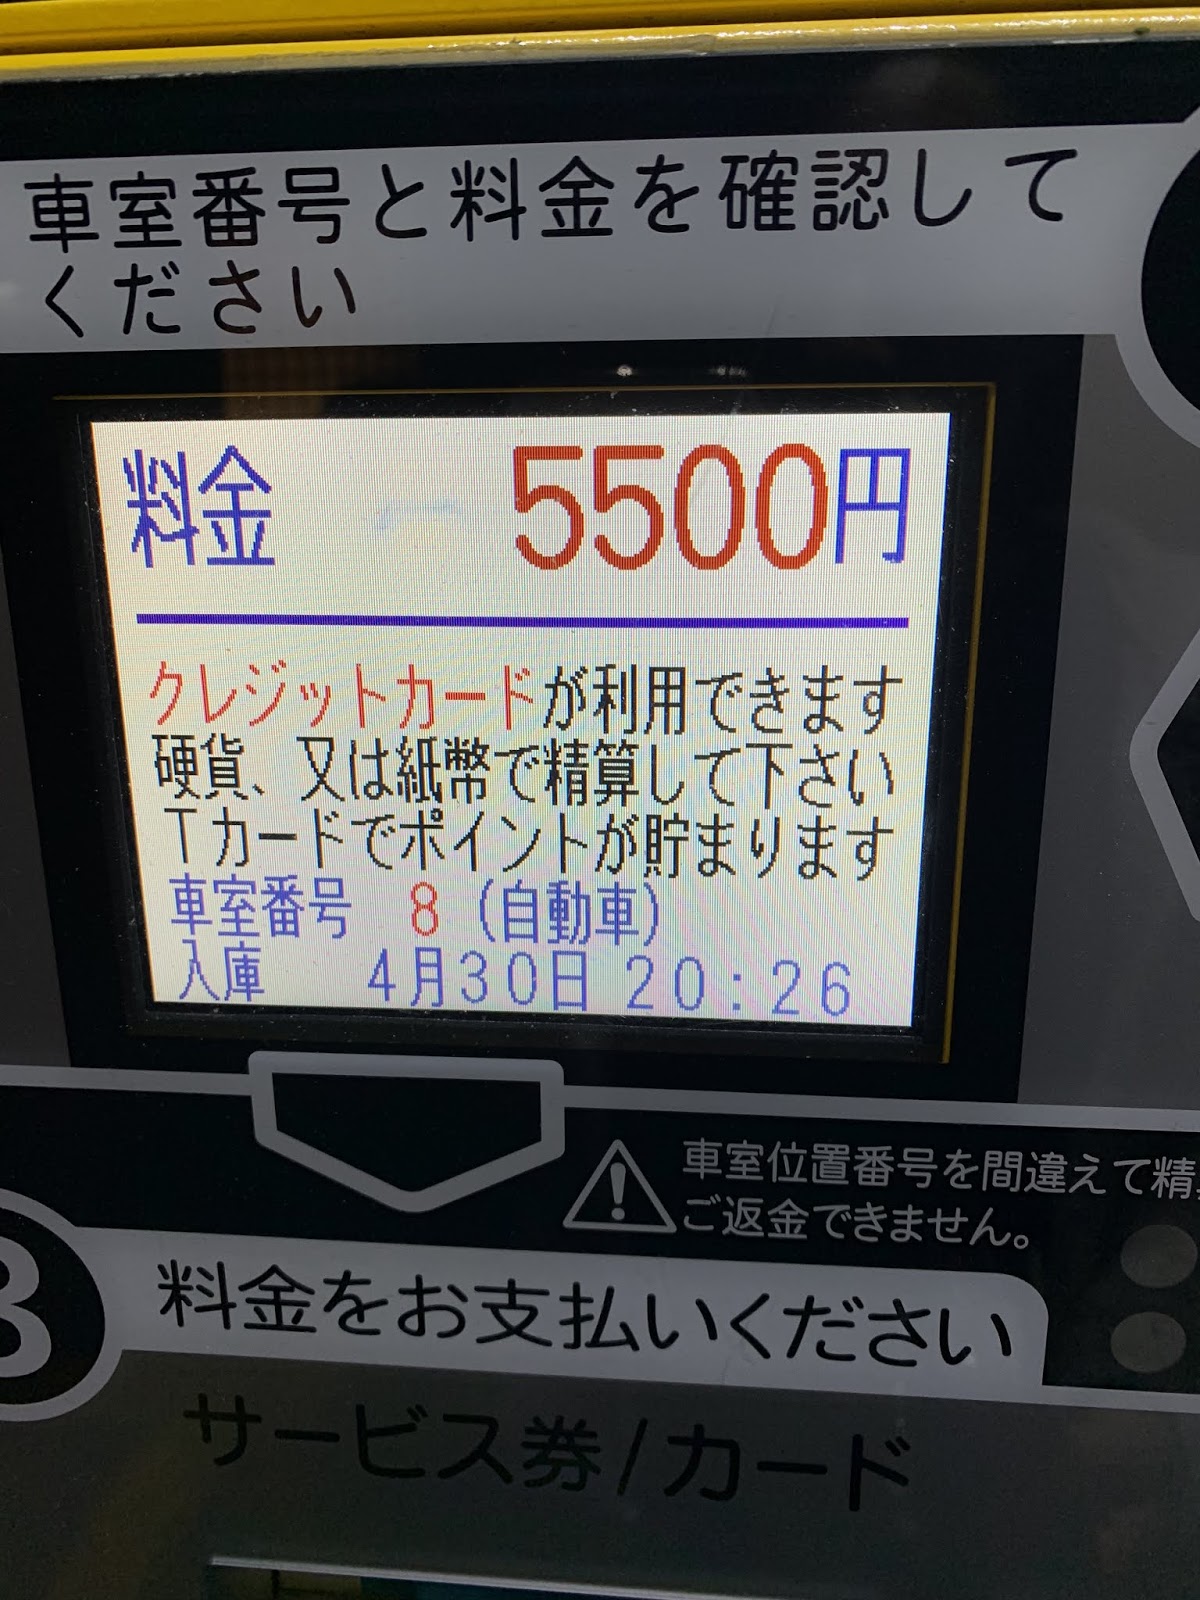 車室番号と料金を確認して
ください
料金 5500円
クレジットカードが利用できます
硬貨、又は紙幣で精算して下さい
Tカードでポイントが貯まります
車室番号 8 (自動車)
入庫 4月30日 20:26
車室位置番号を間違えて精
ご返金できません。
3
料金をお支払いください
サービス券/カード